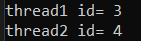 thread1 id= 3
thread2 id= 4